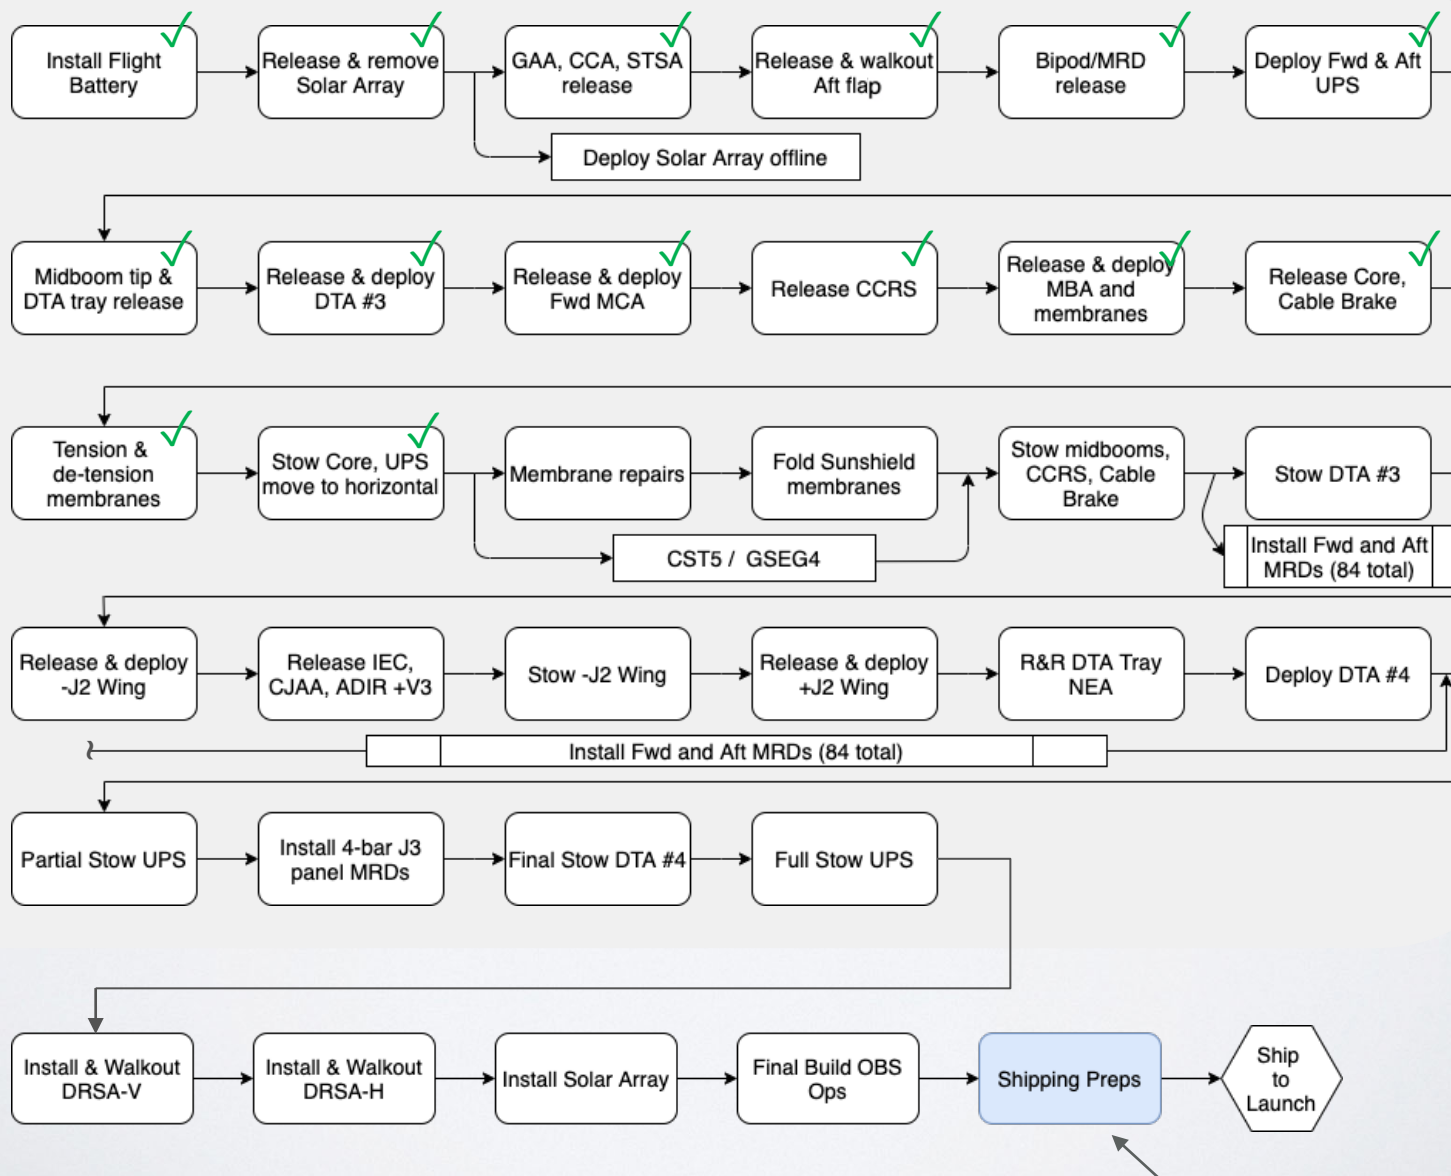 Install Flight
Battery
Release & remove
Solar Array
GAA, CCA, STSA
release
Release & walkout
Aft flap
Bipod/MRD
release
Deploy Fwd & Aft
UPS
Deploy Solar Array offline
Midboom tip &
DTA tray release
Release & deploy
DTA #3
Release & deploy
Fwd MCA
Release CCRS
Release & deploy
MBA and
membranes
Release Core,
Cable Brake
Tension &
de-tension
membranes
Stow Core, UPS
move to horizontal
Membrane repairs
Fold Sunshield
membranes
Stow midbooms,
CCRS, Cable
Brake
Stow DTA #3
CST5 / GSEG4
Install Fwd and Aft
MRDs (84 total)
Release & deploy
-J2 Wing
Release IEC,
CJAA, ADIR +V3
Stow -J2 Wing
Release & deploy
+J2 Wing
R&R DTA Tray
NEA
Deploy DTA #4
Install Fwd and Aft MRDs (84 total)
Partial Stow UPS
Install 4-bar J3
panel MRDs
Final Stow DTA #4
Full Stow UPS
Install & Walkout
DRSA-V
Install & Walkout
DRSA-H
Install Solar Array
Final Build OBS
Ops
Shipping Preps
Ship
to
Launch